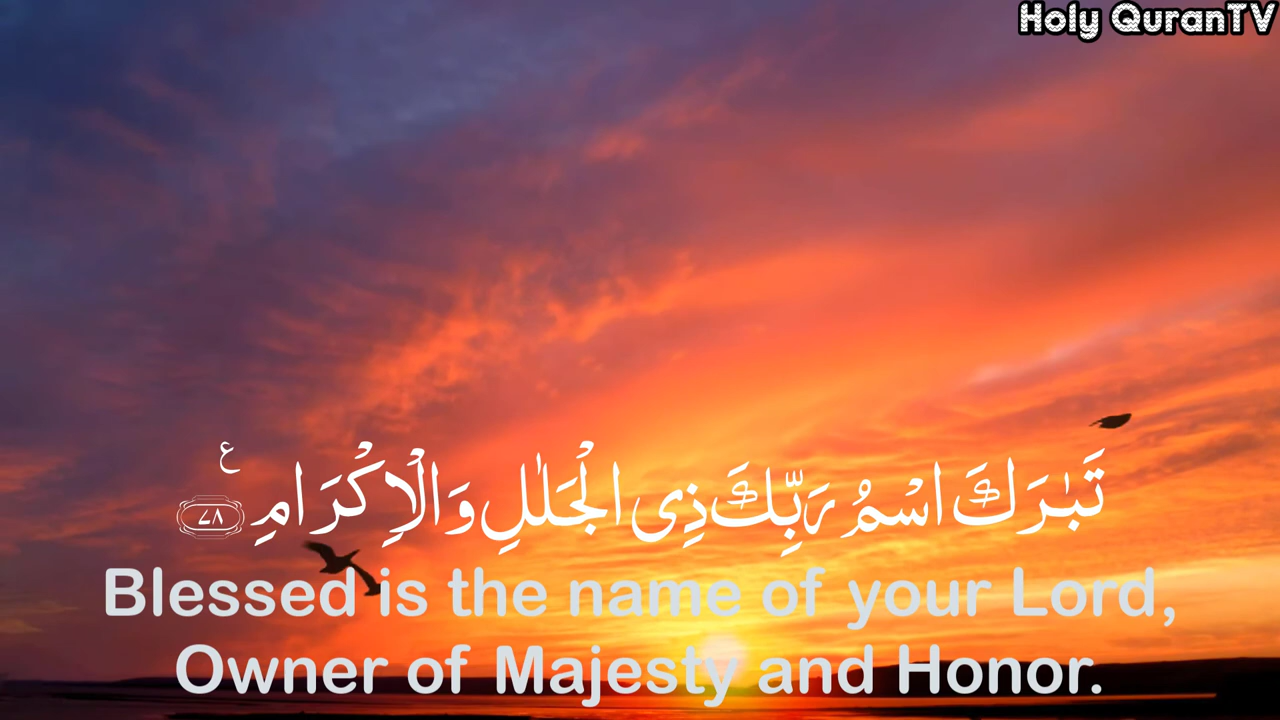 Holy QuranTV
تَبٰرَكَ اسْمُ رَبِّكَ ذِى الْجَلٰلِ وَالْاِكْرَامِ ۧ ﴿۷۸﴾
Blessed is the name of your Lord,
Owner of Majesty and Honor.